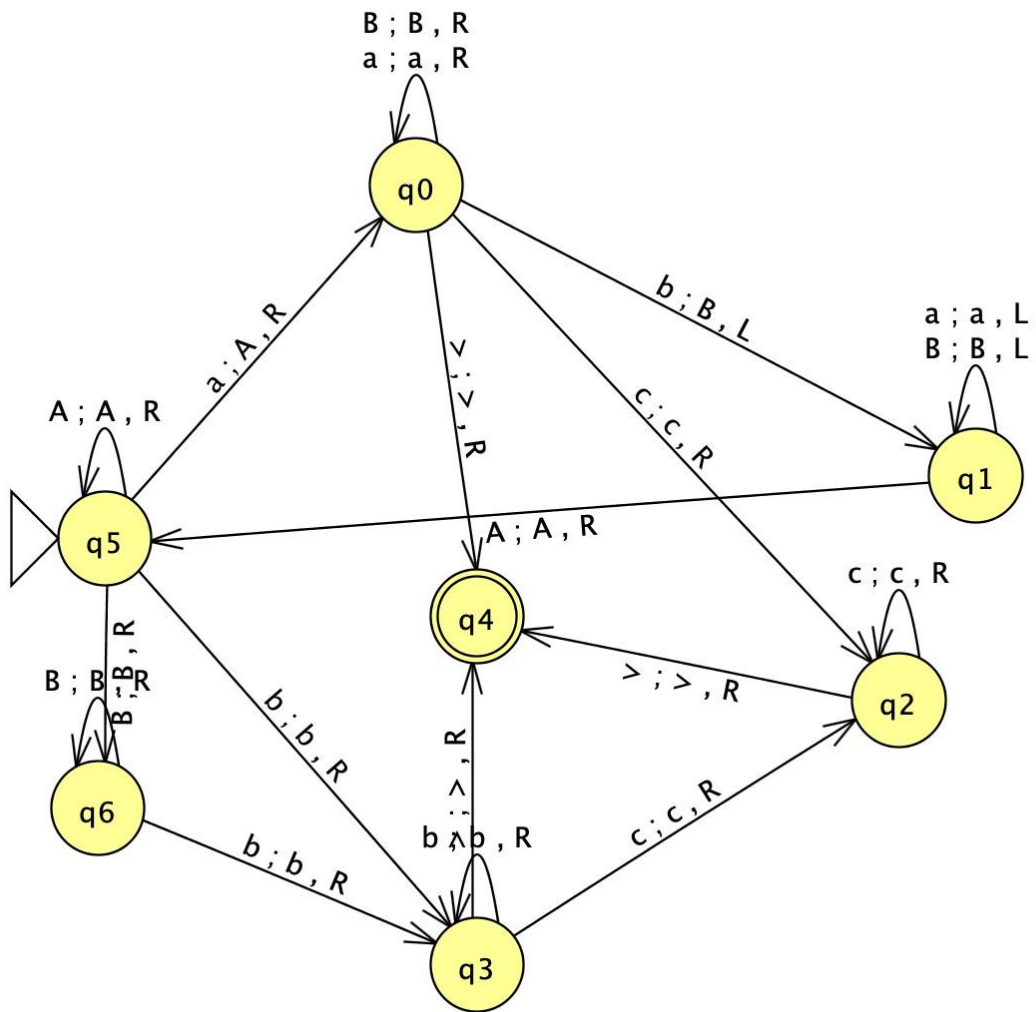 B ; B , R
a ; a , R
q0
b ; B , L
a ; A , R
a ; a , L
B ; B , L
> ; > , R
c ; c , R
A ; A , R
q1
q5
A ; A , R
c ; c , R
q4
B ; B , R
B ; B , R
> ; > , R
q2
b ; b , R
> ; > , R
q6
c ; c , R
b ; b , R
b ; b , R
q3